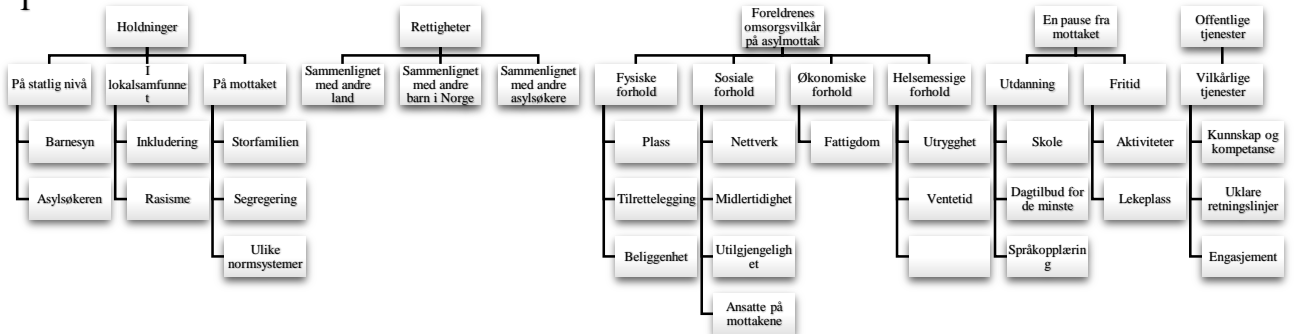 Holdninger
På statlig nivå
Barnesyn
Asylsøkeren
I
lokalsamfunne
t
Inkludering
Rasisme
På mottaket
Storfamilien
Segregering
Ulike
normsystemer
Rettigheter
Sammenlignet
med andre
land
Sammenlignet
med andre
barn i Norge
Sammenlignet
med andre
asylsøkere
Foreldrenes
omsorgsvilkår
på asylmottak
Fysiske
forhold
Plass
Tilrettelegging
Beliggenhet
Sosiale
forhold
Nettverk
Midlertidighet
Utilgjengelighe
t
Ansatte på
mottakene
Økonomiske
forhold
Fattigdom
Helsemessige
forhold
Utrygghet
Ventetid
En pause fra
mottaket
Utdanning
Skole
Dagtilbud for
de minste
Språkopplærin
g
Fritid
Aktiviteter
Lekeplass
Offentlige
tjenester
Vilkårlige
tjenester
Kunnskap og
kompetanse
Uklare
retningslinjer
Engasjement